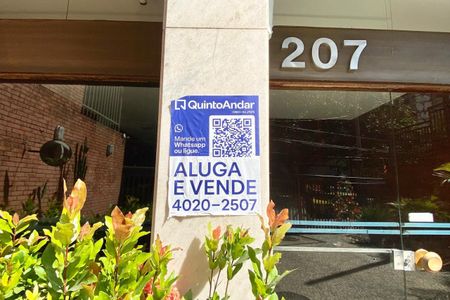 207
QuintoAndar
Mande um
Whatsapp
ou ligue.
ALUGA
E VENDE
4020-2507